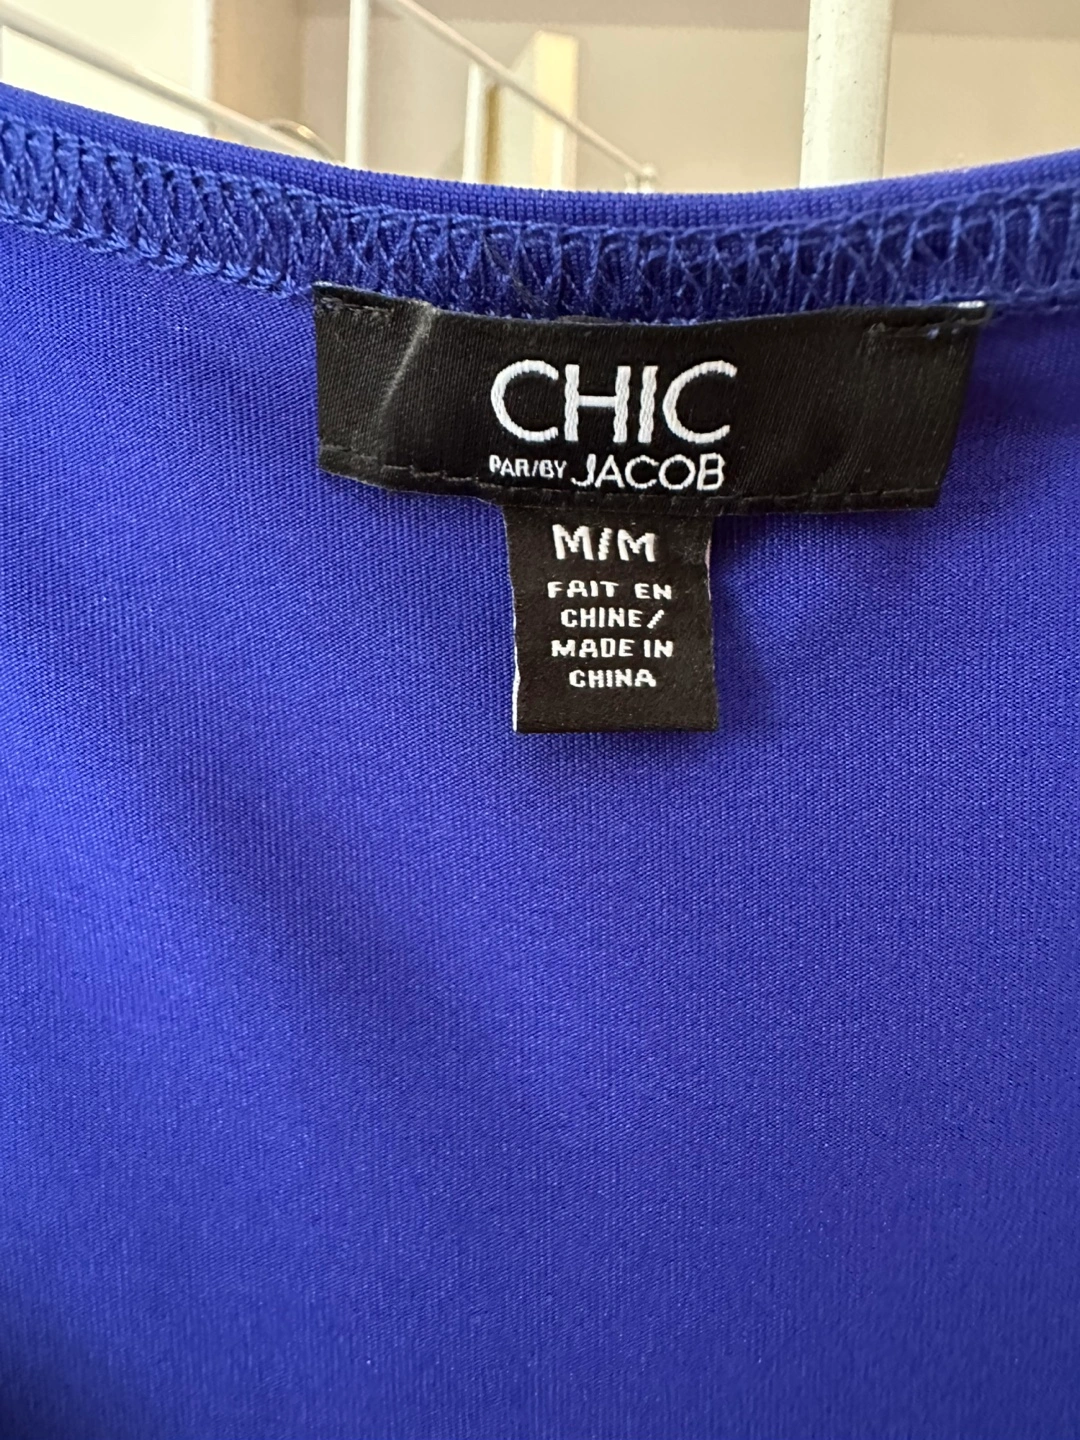 CHIC
PAR/BY JACOB
M/M
FAIT EN
CHINE/
MADE IN
CHINA